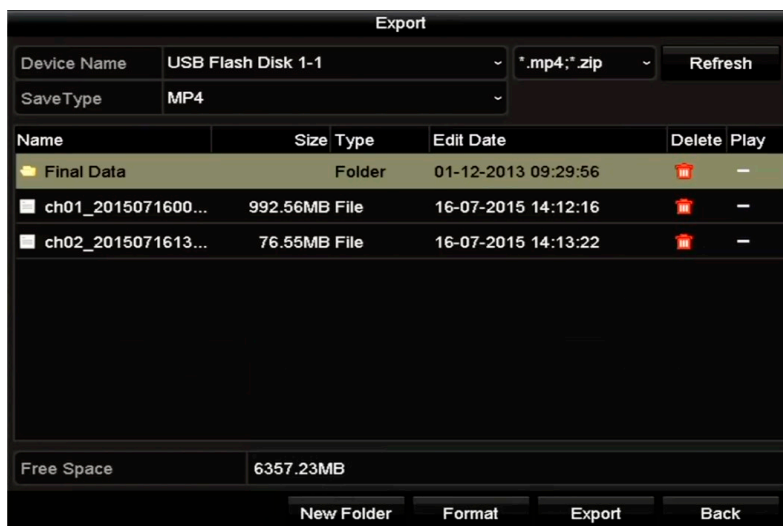 Export
Device Name USB Flash Disk 1-1 *.mp4;*.zip Refresh
SaveType MP4
Name Size Type Edit Date Delete Play
Final Data Folder 01-12-2013 09:29:56
ch01_2015071600... 992.56MB File 16-07-2015 14:12:16
ch02_2015071613... 76.55MB File 16-07-2015 14:13:22
Free Space 6357.23MB
New Folder Format Export Back